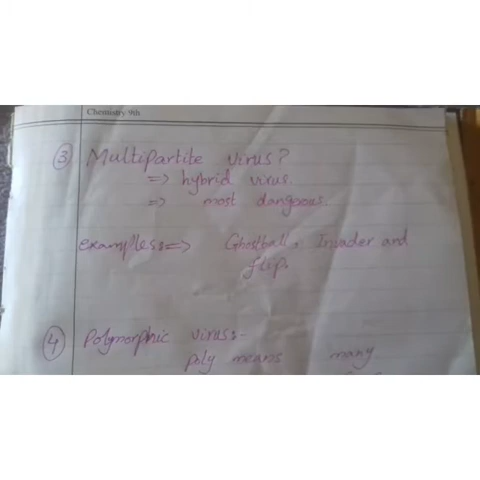 Chemistry 9th
③ Multipartite virus?
=> hybrid virus.
=> most dangrous.
examples:=> Ghostball, Invader and
flip.
④ Polymorphic virus:-
poly means many